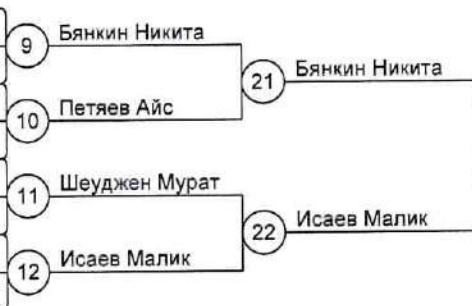 9 Бянкин Никита
21 Бянкин Никита
10 Петяев Айс
11 Шеуджен Мурат
22 Исаев Малик
12 Исаев Малик